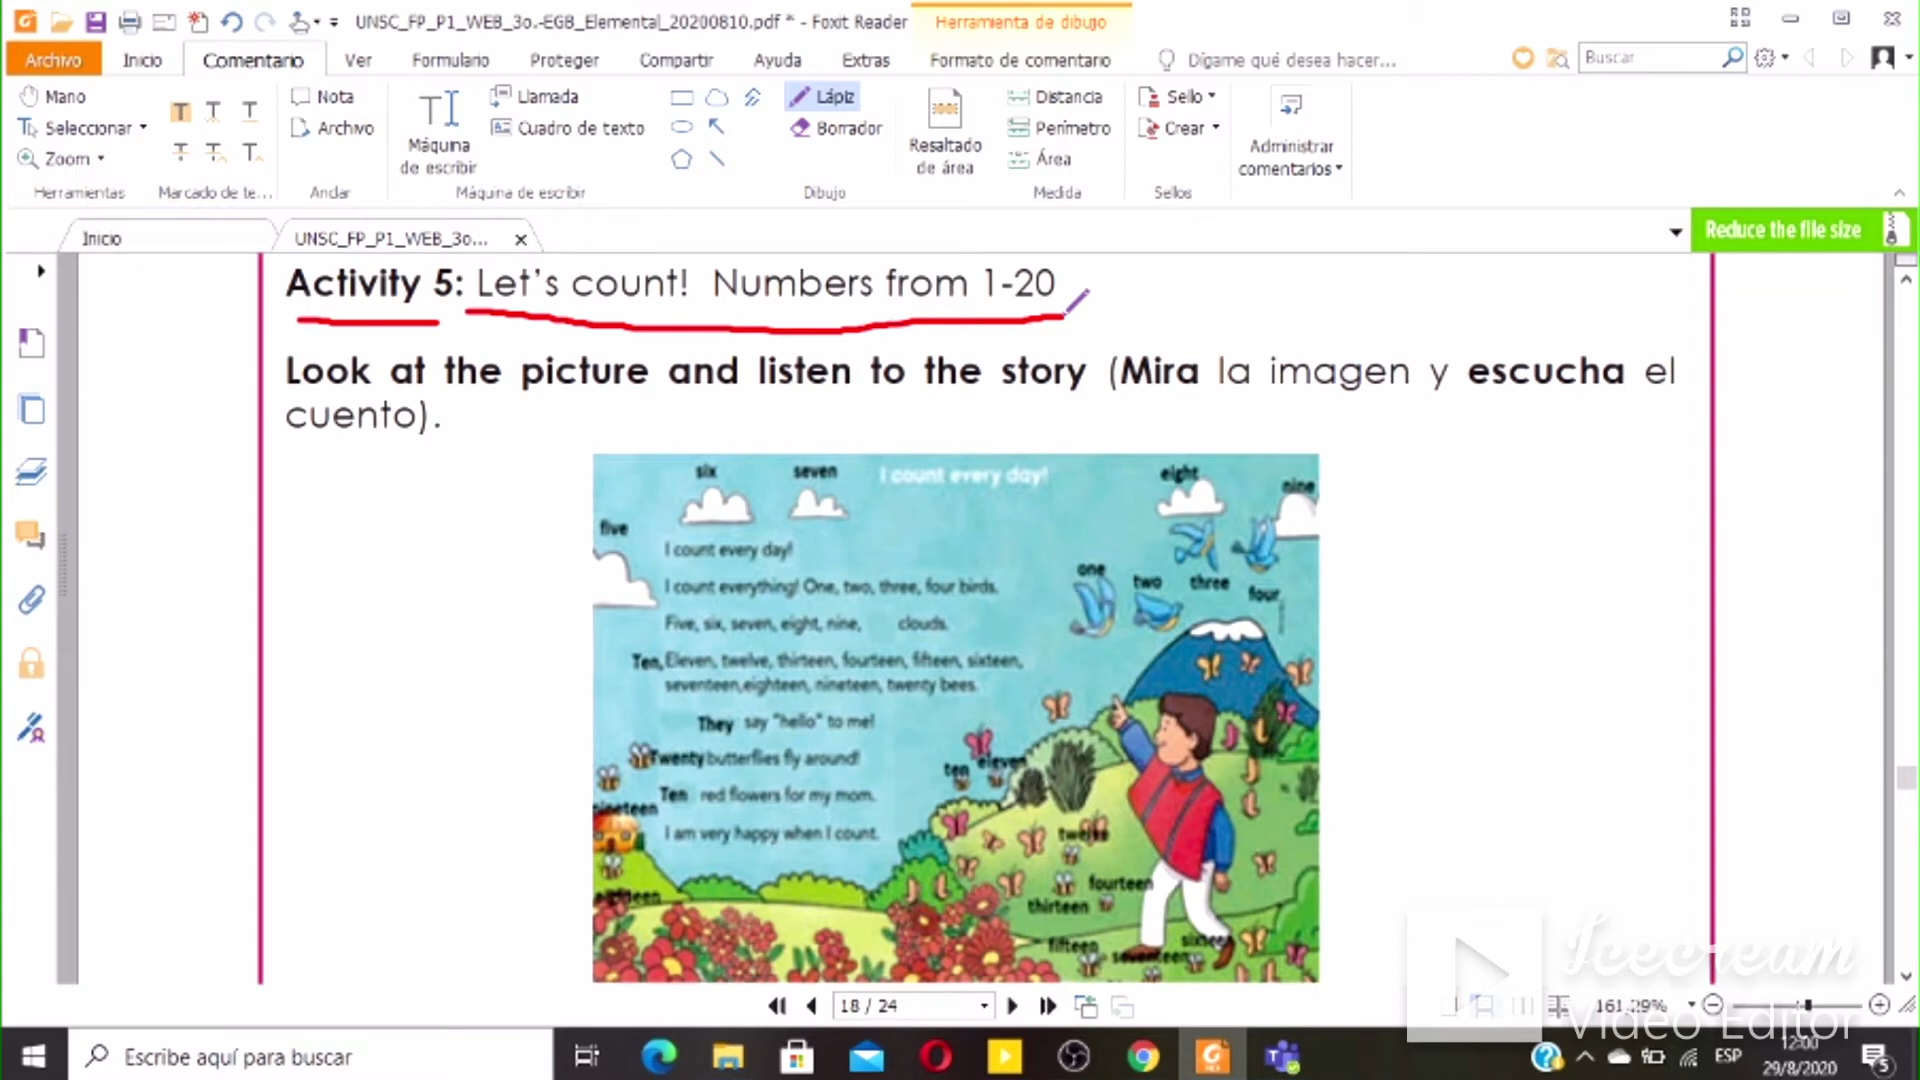 UNSC_FP_P1_WEB_3o.-EGB_Elemental_20200810.pdf * - Foxit Reader
Herramienta de dibujo
Archivo Inicio Comentario Ver Formulario Proteger Compartir Ayuda Extras Formato de comentario Dígame qué desea hacer... Buscar
Mano
Seleccionar
Zoom
Herramientas
Marcado de te...
Nota
Archivo
Anclar
Máquina
de escribir
Llamada
Cuadro de texto
Máquina de escribir
Lápiz
Borrador
Dibujo
Resaltado
de área
Distancia
Perímetro
Área
Medida
Sello
Crear
Sellos
Administrar
comentarios
Inicio
UNSC_FP_P1_WEB_3o...
Reduce the file size
Activity 5: Let's count! Numbers from 1-20
Look at the picture and listen to the story (Mira la imagen y escucha el
cuento).
six
seven
I count every day!
eight
nine
five
I count every day!
I count everything! One, two, three, four birds.
one
two
three
four
Five, six, seven, eight, nine, clouds.
Ten, Eleven, twelve, thirteen, fourteen, fifteen, sixteen,
seventeen,eighteen, nineteen, twenty bees.
They say "hello" to me!
Twenty butterflies fly around!
ten
eleven
Ten red flowers for my mom.
nineteen
I am very happy when I count.
twelve
fourteen
eighteen
thirteen
fifteen
sixteen
seventeen
18 / 24
161.29%
Icecream
Video Editor
Escribe aquí para buscar
ESP
12:00
29/8/2020
5